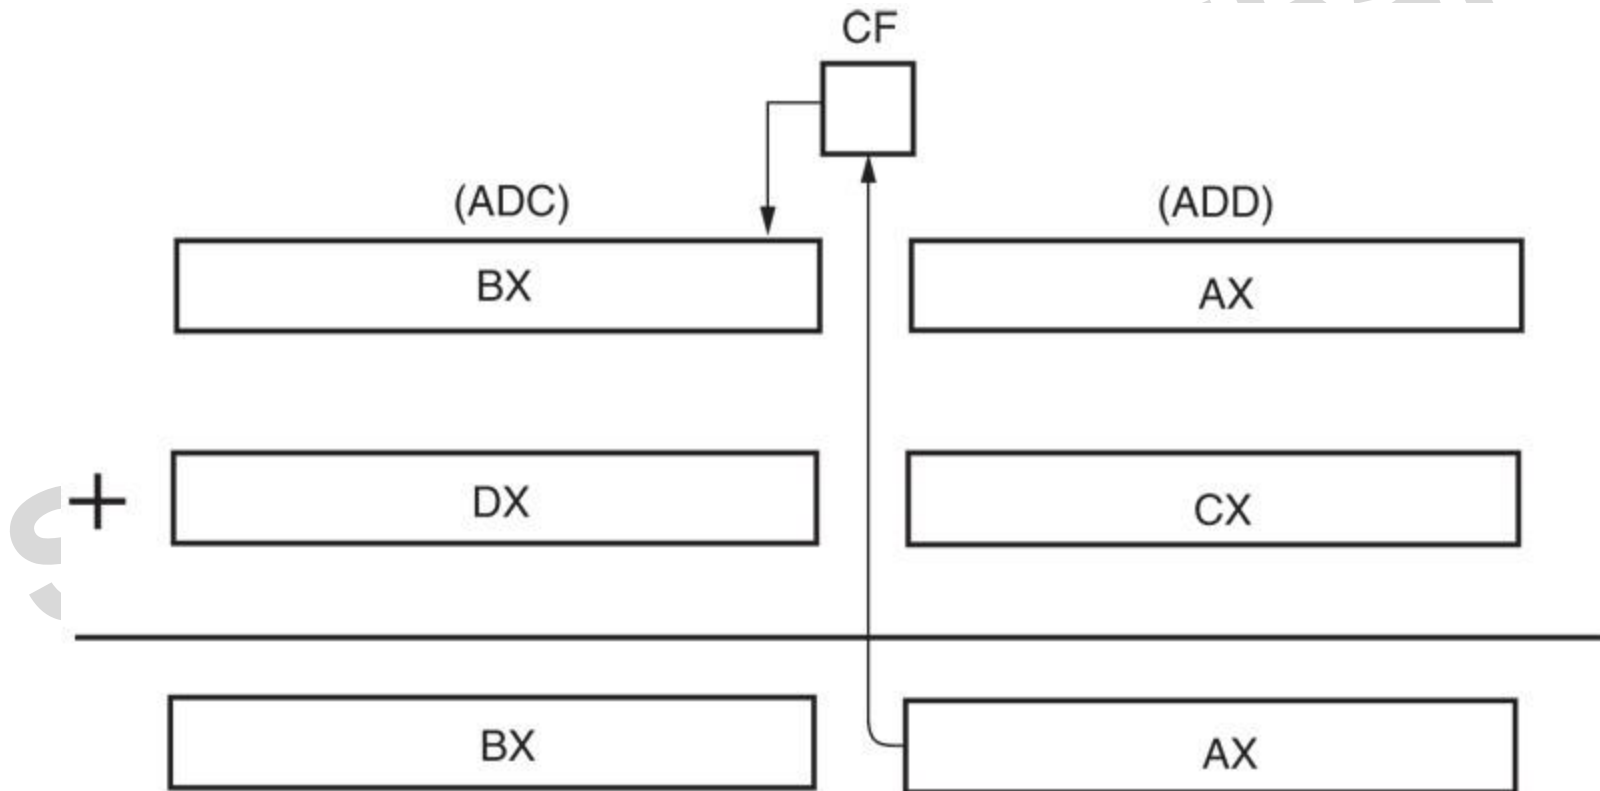 CF
(ADC) (ADD)
BX AX
+ DX CX
BX AX